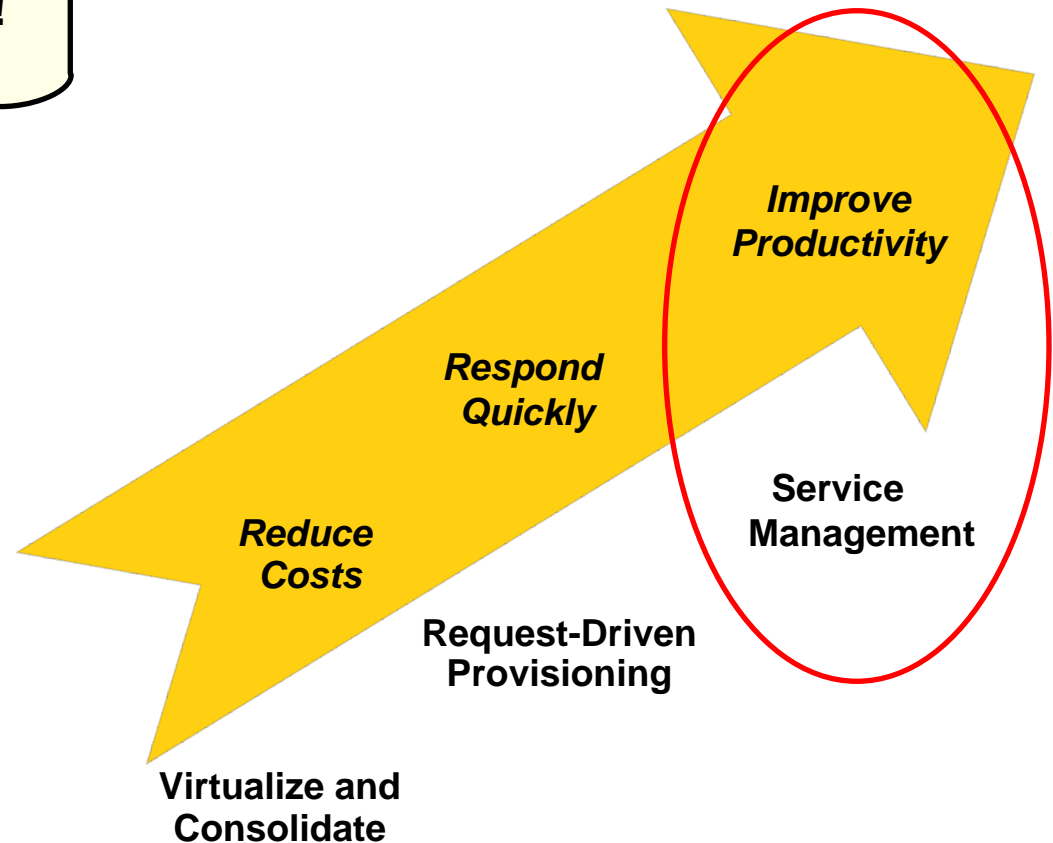 !
Improve
Productivity
Respond
Quickly
Reduce
Costs
Service
Management
Request-Driven
Provisioning
Virtualize and
Consolidate